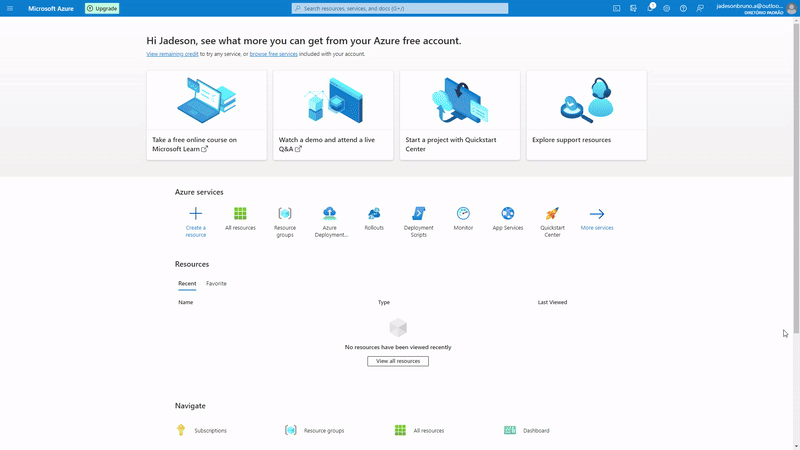 Microsoft Azure
Upgrade
Search resources, services, and docs (G+/)
1
jadesonbruno.a@outloo...
DIRETÓRIO PADRÃO
Hi Jadeson, see what more you can get from your Azure free account.
View remaining credit to try any service, or browse free services included with your account.
Take a free online course on
Microsoft Learn
Watch a demo and attend a live
Q&A
Start a project with Quickstart
Center
Explore support resources
Azure services
Create a
resource
All resources
Resource
groups
Azure
Deployment...
Rollouts
Deployment
Scripts
Monitor
App Services
Quickstart
Center
More services
Resources
Recent
Favorite
Name
Type
Last Viewed
No resources have been viewed recently
View all resources
Navigate
Subscriptions
Resource groups
All resources
Dashboard